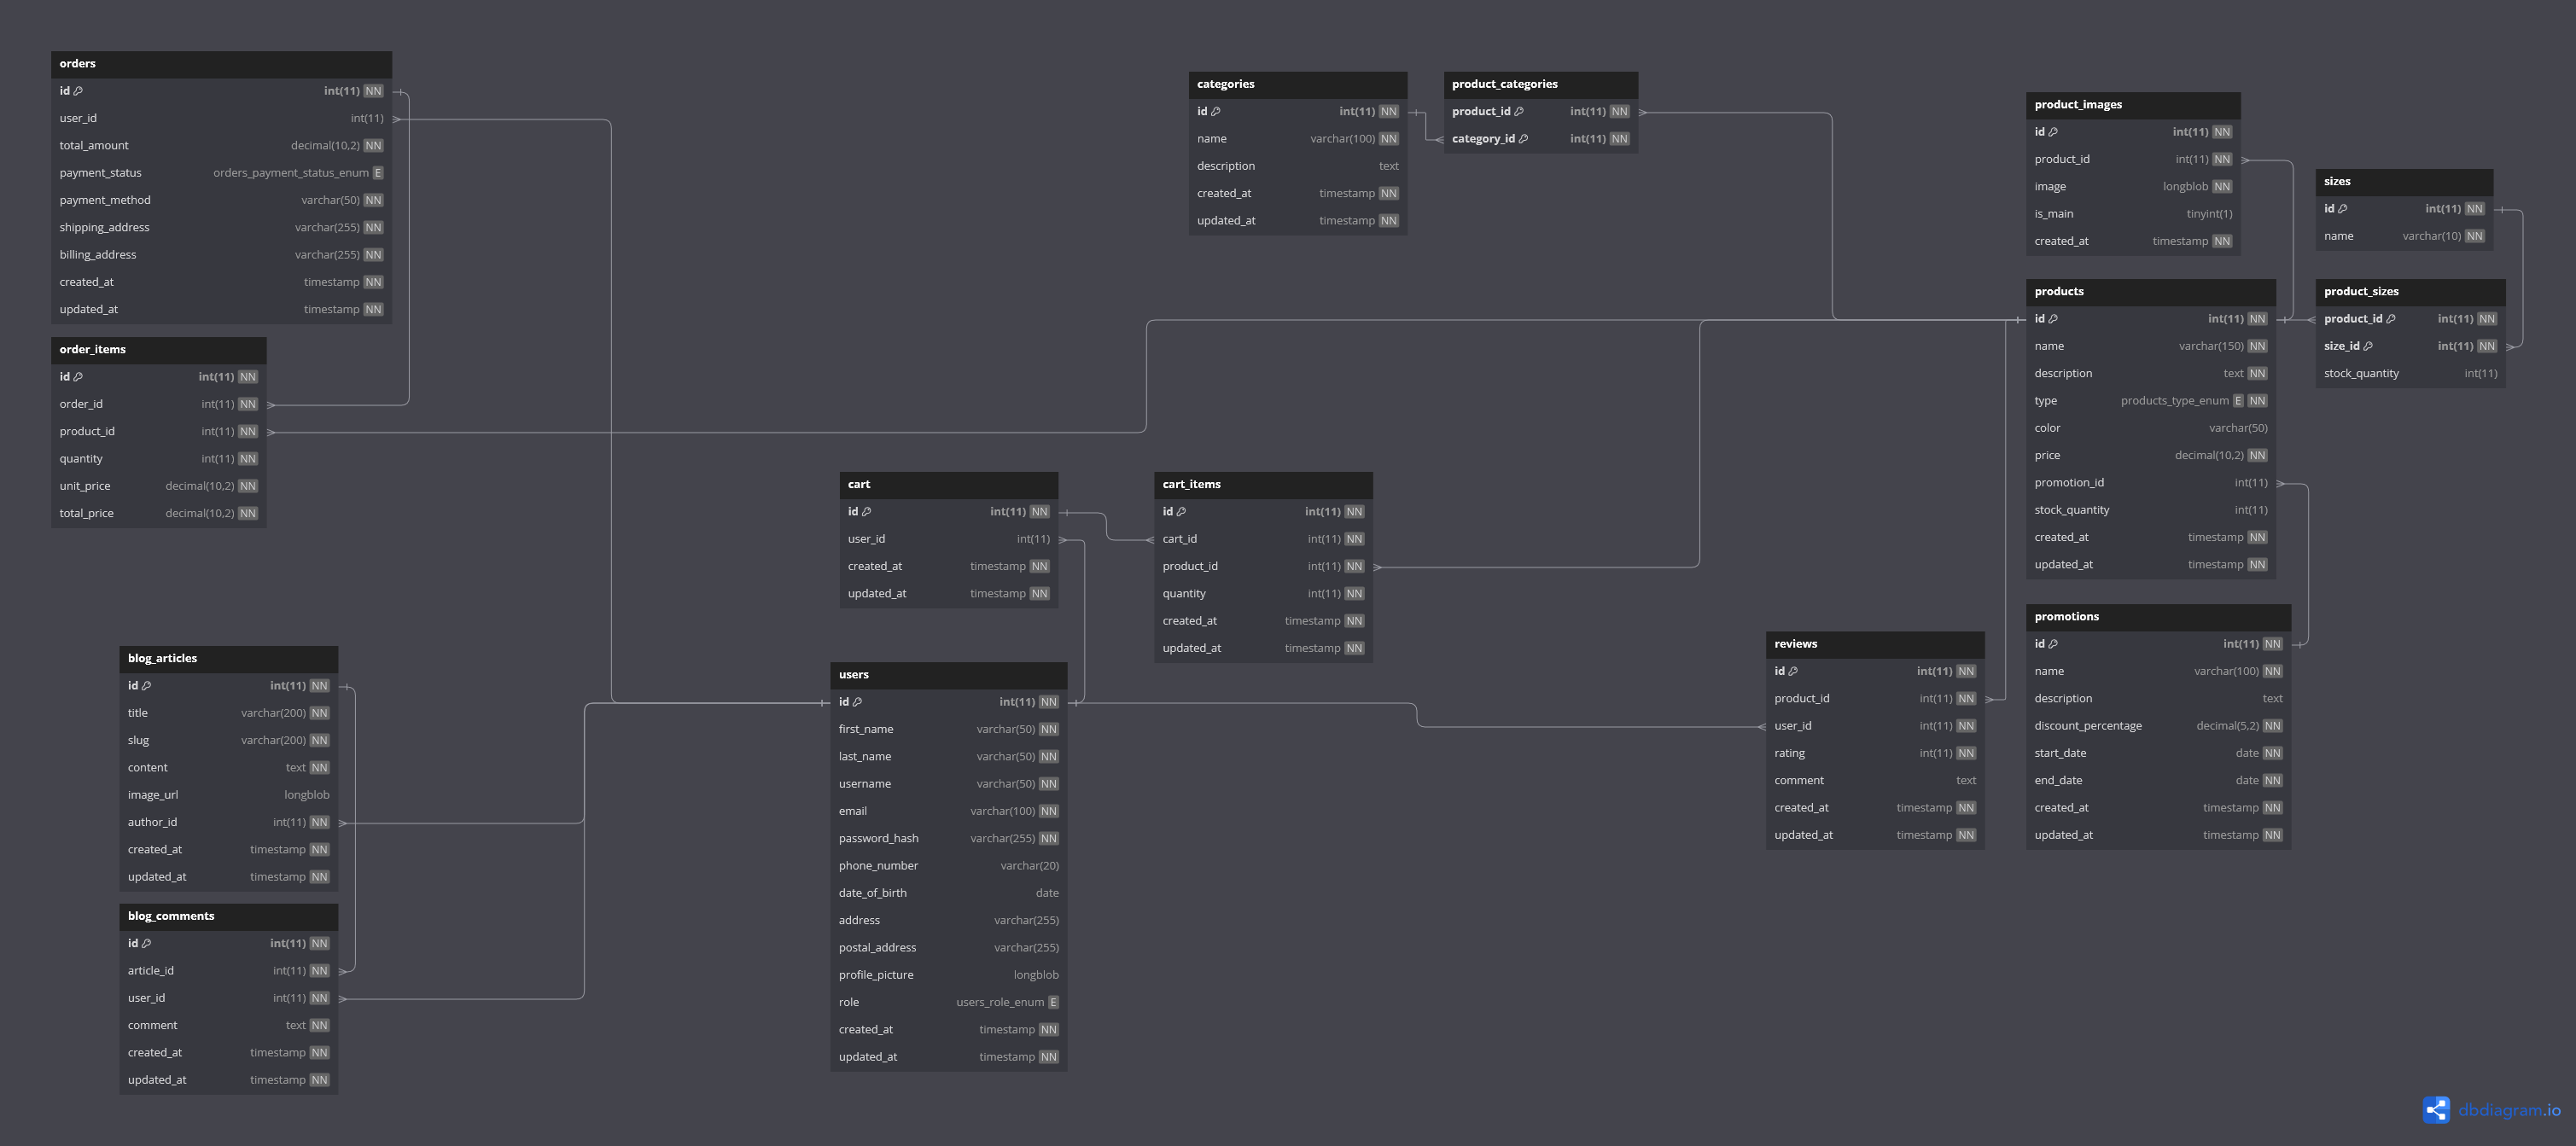 orders
id int(11) NN
user_id int(11)
total_amount decimal(10,2) NN
payment_status orders_payment_status_enum E
payment_method varchar(50) NN
shipping_address varchar(255) NN
billing_address varchar(255) NN
created_at timestamp NN
updated_at timestamp NN
order_items
id int(11) NN
order_id int(11) NN
product_id int(11) NN
quantity int(11) NN
unit_price decimal(10,2) NN
total_price decimal(10,2) NN
categories
id int(11) NN
name varchar(100) NN
description text
created_at timestamp NN
updated_at timestamp NN
product_categories
product_id int(11) NN
category_id int(11) NN
product_images
id int(11) NN
product_id int(11) NN
image longblob NN
is_main tinyint(1)
created_at timestamp NN
sizes
id int(11) NN
name varchar(10) NN
products
id int(11) NN
name varchar(150) NN
description text NN
type products_type_enum E NN
color varchar(50)
price decimal(10,2) NN
promotion_id int(11)
stock_quantity int(11)
created_at timestamp NN
updated_at timestamp NN
product_sizes
product_id int(11) NN
size_id int(11) NN
stock_quantity int(11)
cart
id int(11) NN
user_id int(11)
created_at timestamp NN
updated_at timestamp NN
cart_items
id int(11) NN
cart_id int(11) NN
product_id int(11) NN
quantity int(11) NN
created_at timestamp NN
updated_at timestamp NN
blog_articles
id int(11) NN
title varchar(200) NN
slug varchar(200) NN
content text NN
image_url longblob
author_id int(11) NN
created_at timestamp NN
updated_at timestamp NN
blog_comments
id int(11) NN
article_id int(11) NN
user_id int(11) NN
comment text NN
created_at timestamp NN
updated_at timestamp NN
users
id int(11) NN
first_name varchar(50) NN
last_name varchar(50) NN
username varchar(50) NN
email varchar(100) NN
password_hash varchar(255) NN
phone_number varchar(20)
date_of_birth date
address varchar(255)
postal_address varchar(255)
profile_picture longblob
role users_role_enum E
created_at timestamp NN
updated_at timestamp NN
reviews
id int(11) NN
product_id int(11) NN
user_id int(11) NN
rating int(11) NN
comment text
created_at timestamp NN
updated_at timestamp NN
promotions
id int(11) NN
name varchar(100) NN
description text
discount_percentage decimal(5,2) NN
start_date date NN
end_date date NN
created_at timestamp NN
updated_at timestamp NN
dbdiagram.io